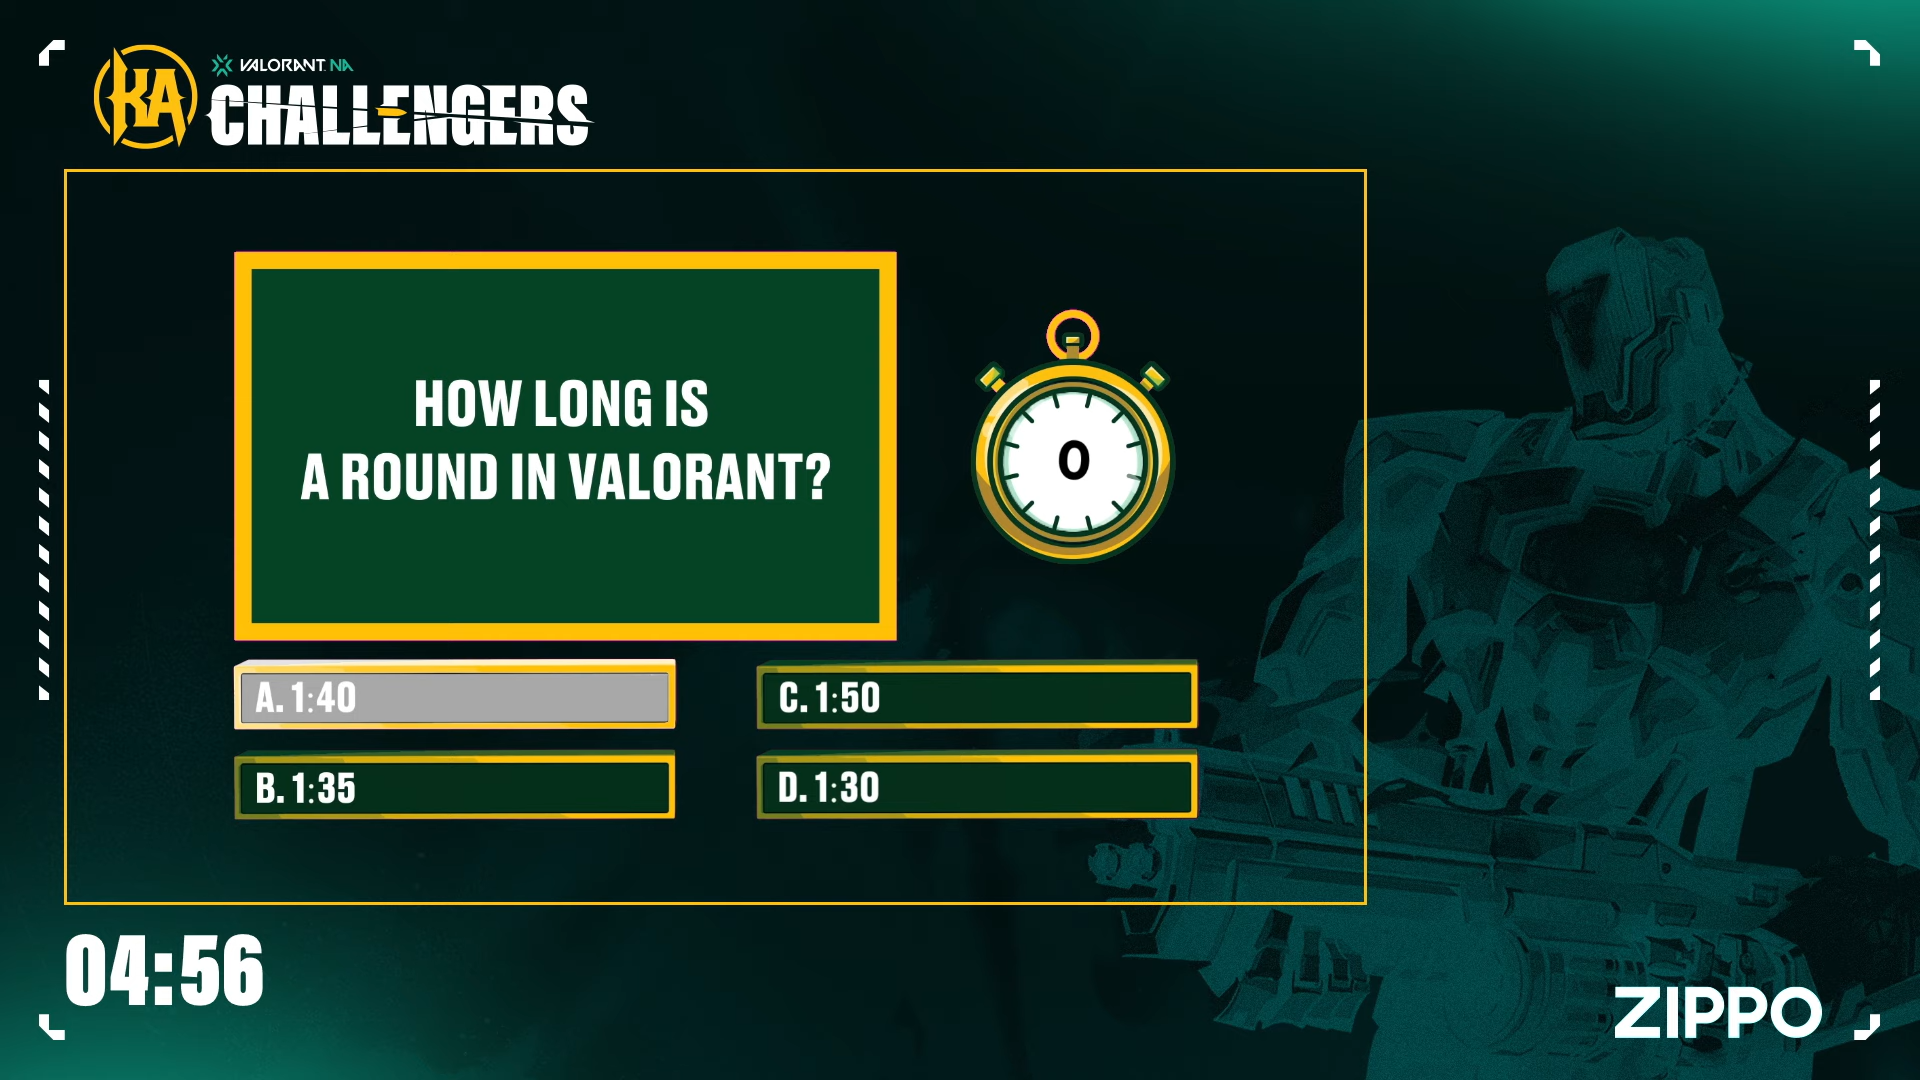 KA
VALORANT NA
CHALLENGERS
HOW LONG IS
A ROUND IN VALORANT?
0
A. 1:40
C. 1:50
B. 1:35
D. 1:30
04:56
ZIPPO